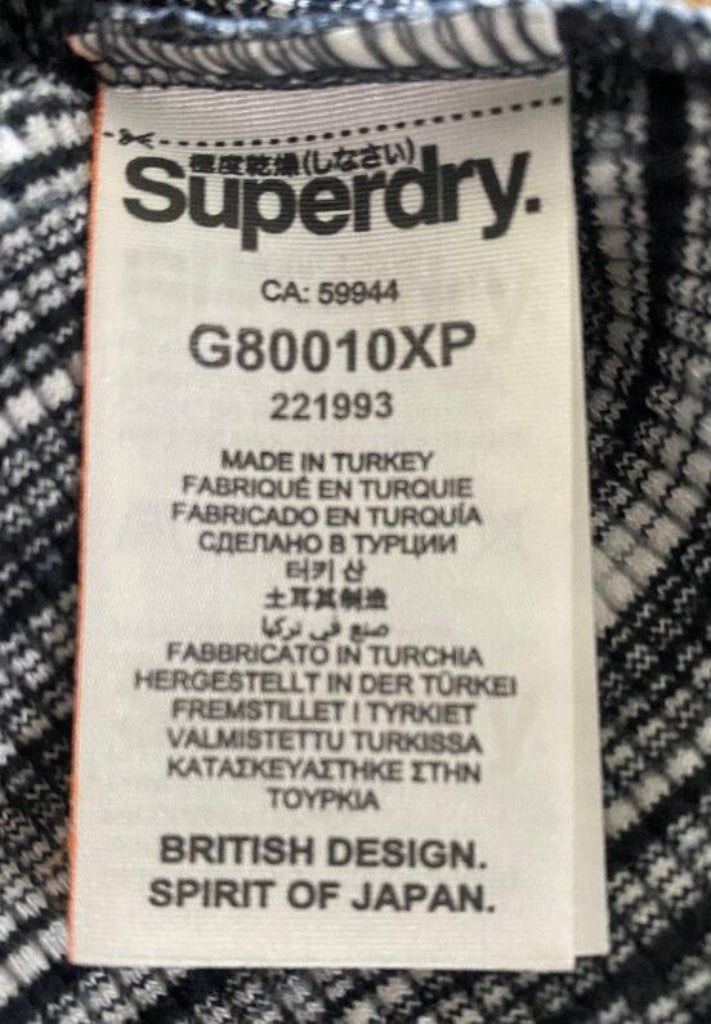 極度乾燥(しなさい)
Superdry.
CA: 59944
G80010XP
221993
MADE IN TURKEY
FABRIQUÉ EN TURQUIE
FABRICADO EN TURQUÍA
СДЕЛАНО В ТУРЦИИ
터키 산
土耳其制造
صنع في تركيا
FABBRICATO IN TURCHIA
HERGESTELLT IN DER TÜRKEI
FREMSTILLET I TYRKIET
VALMISTETTU TURKISSA
ΚΑΤΑΣΚΕΥΑΣΤΗΚΕ ΣΤΗΝ
ΤΟΥΡΚΙΑ
BRITISH DESIGN.
SPIRIT OF JAPAN.